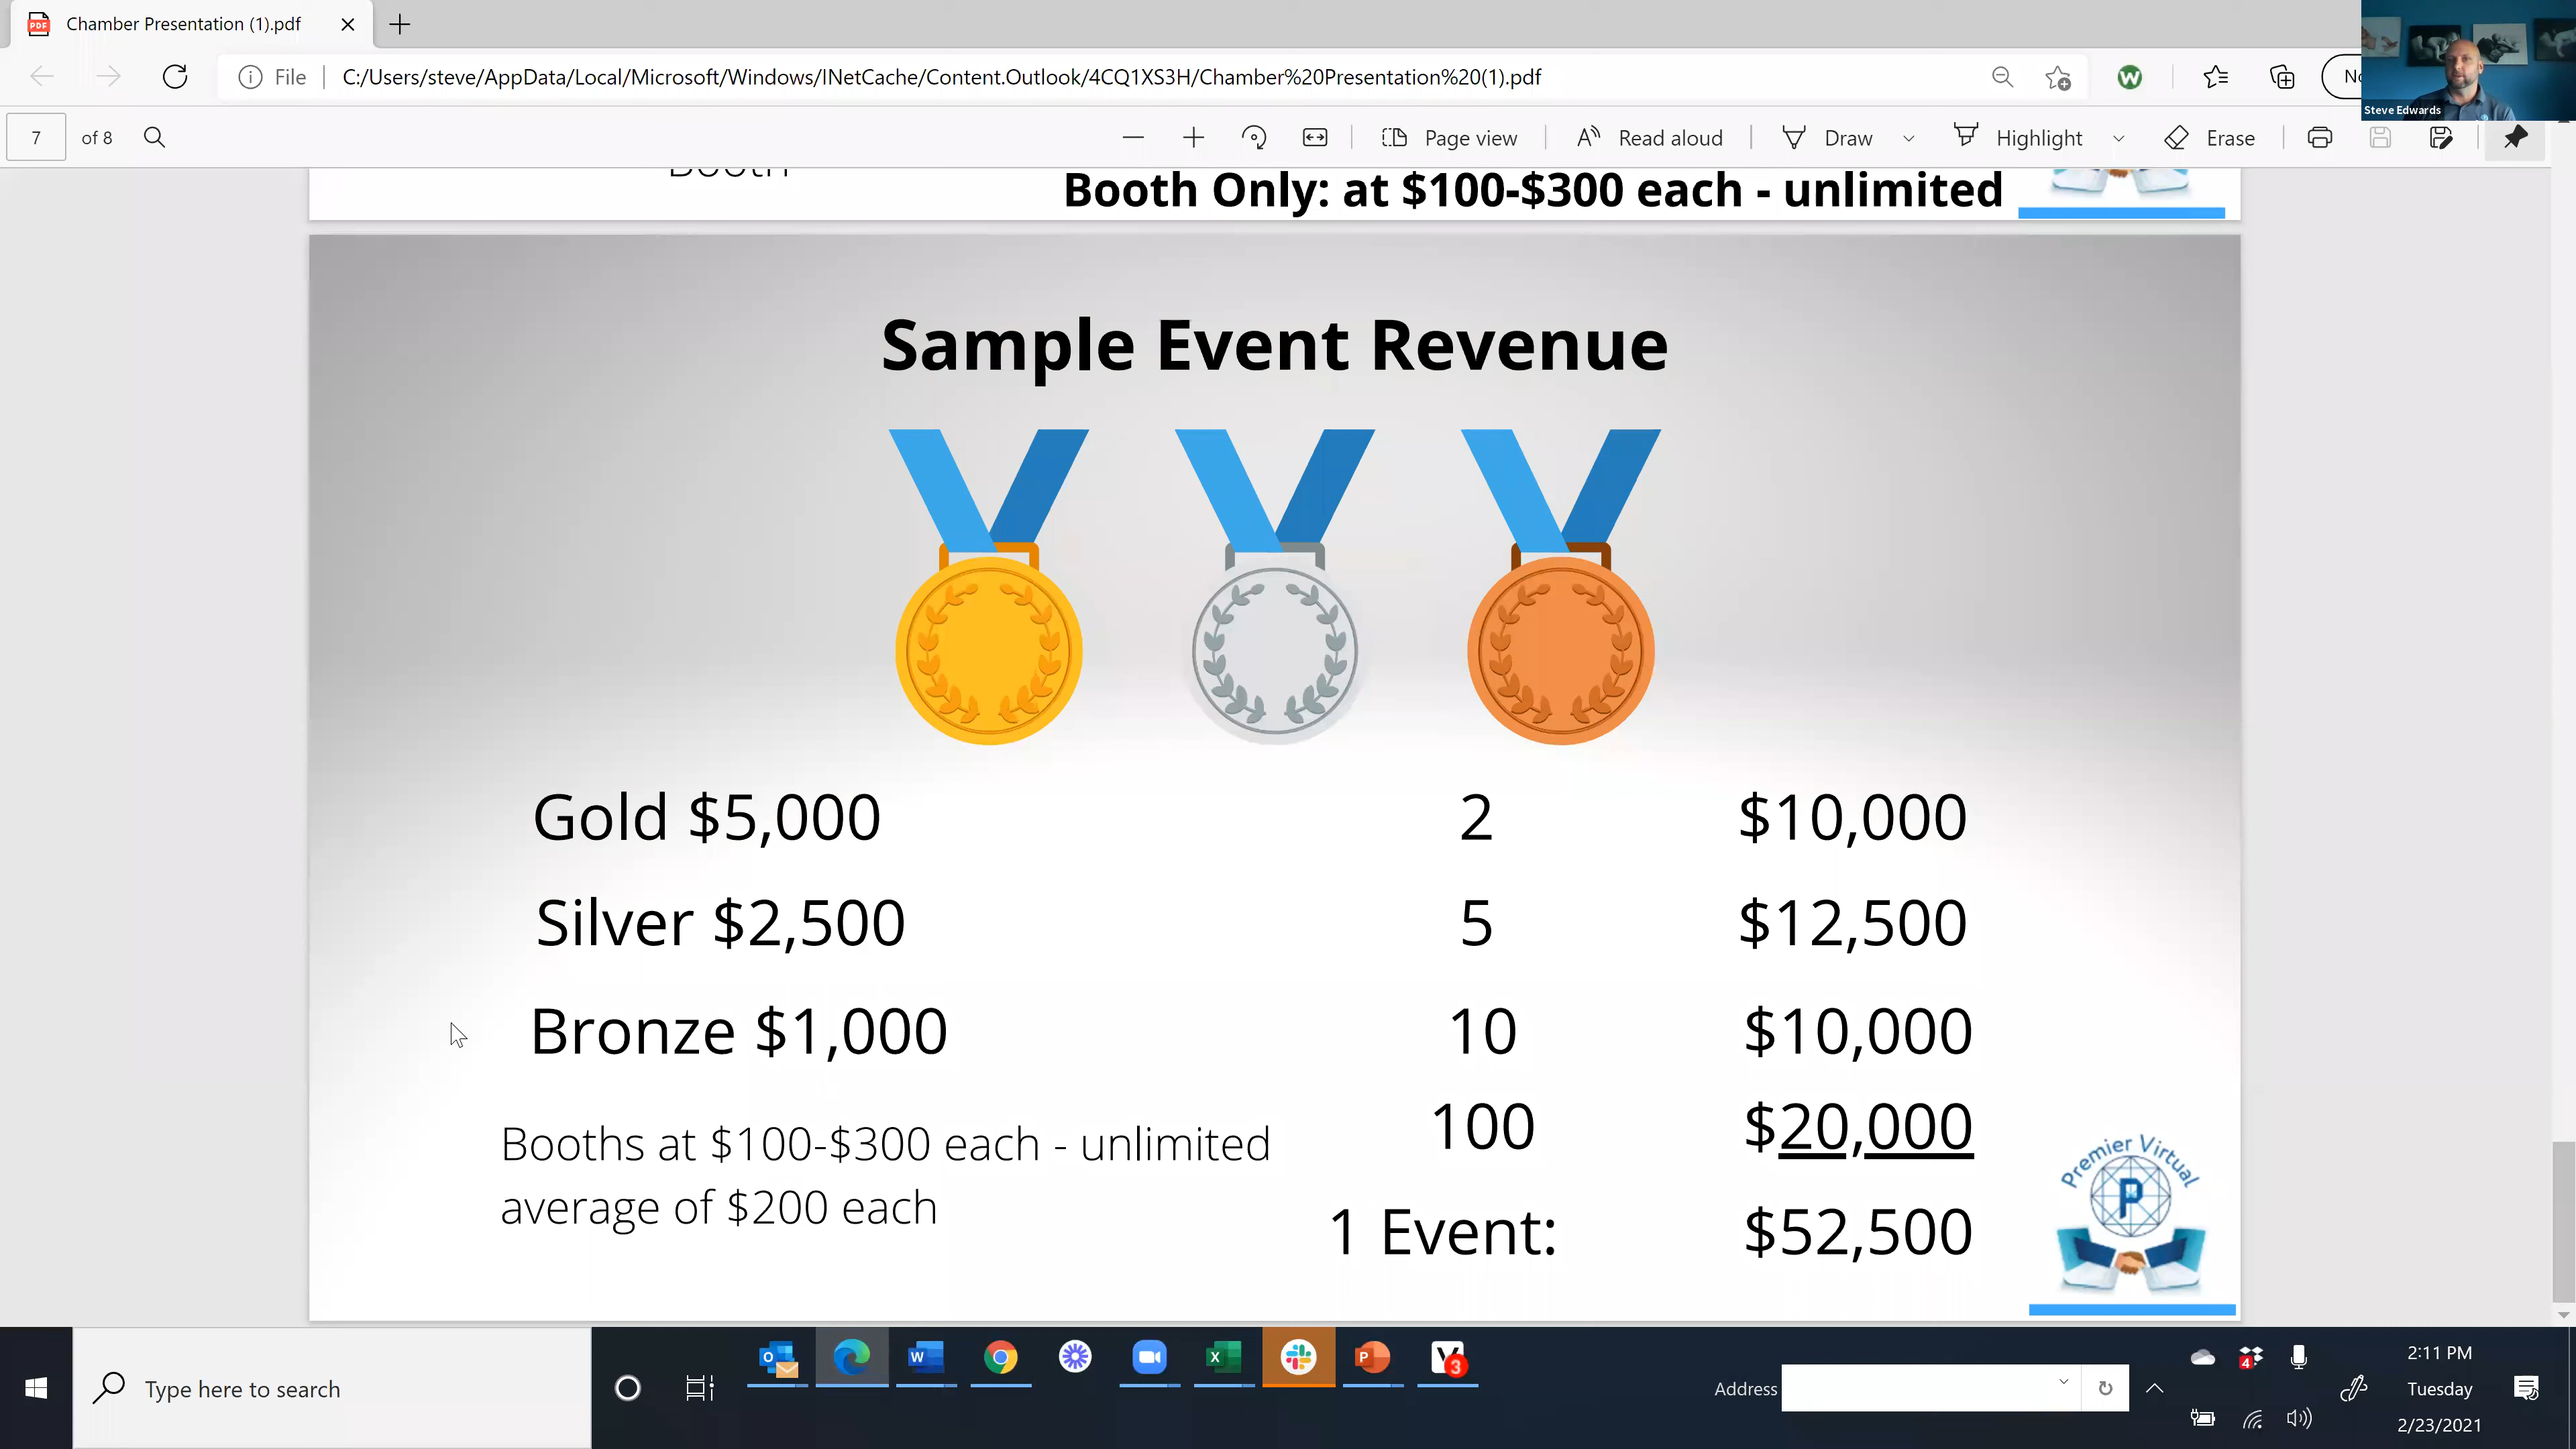 Chamber Presentation (1).pdf
File
C:/Users/steve/AppData/Local/Microsoft/Windows/INetCache/Content.Outlook/4CQ1XS3H/Chamber%20Presentation%20(1).pdf
Steve Edwards
7 of 8
Page view
Read aloud
Draw
Highlight
Erase
Booth Only: at $100-$300 each - unlimited
Sample Event Revenue
Gold $5,000 2 $10,000
Silver $2,500 5 $12,500
Bronze $1,000 10 $10,000
Booths at $100-$300 each - unlimited 100 $20,000
average of $200 each
1 Event: $52,500
Premier Virtual
P
Type here to search
3
Address
4
2:11 PM
Tuesday
2/23/2021